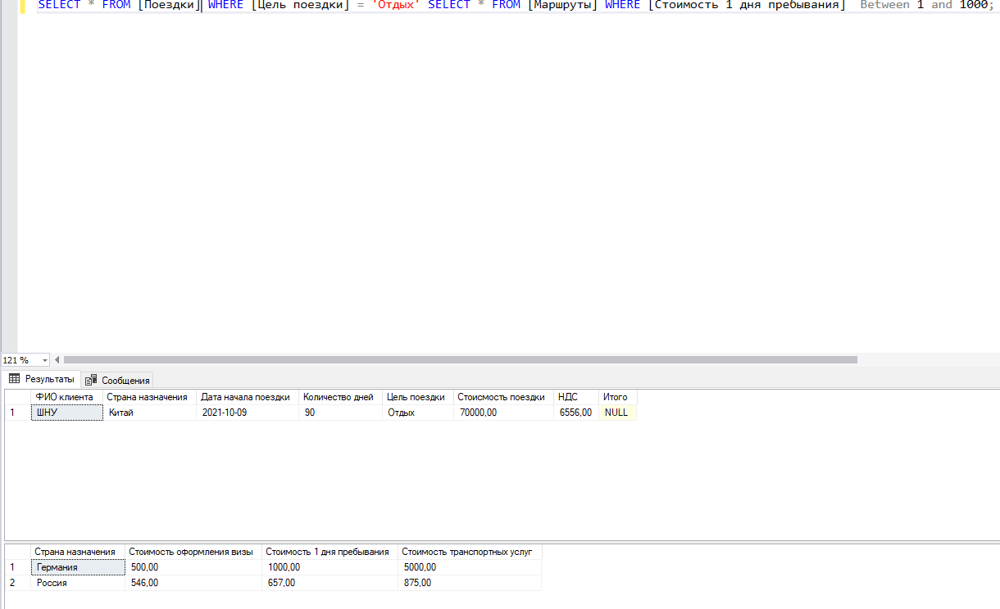 SELECT * FROM [Поездки] WHERE [Цель поездки] = 'Отдых' SELECT * FROM [Маршруты] WHERE [Стоимость 1 дня пребывания]  Between 1 and 1000;
121 %
Результаты Сообщения
ФИО клиента Страна назначения Дата начала поездки Количество дней Цель поездки Стоисмость поездки НДС Итого
1 ШНУ Китай 2021-10-09 90 Отдых 70000,00 6556,00 NULL
Страна назначения Стоимость оформления визы Стоимость 1 дня пребывания Стоимость транспортных услуг
1 Германия 500,00 1000,00 5000,00
2 Россия 546,00 657,00 875,00